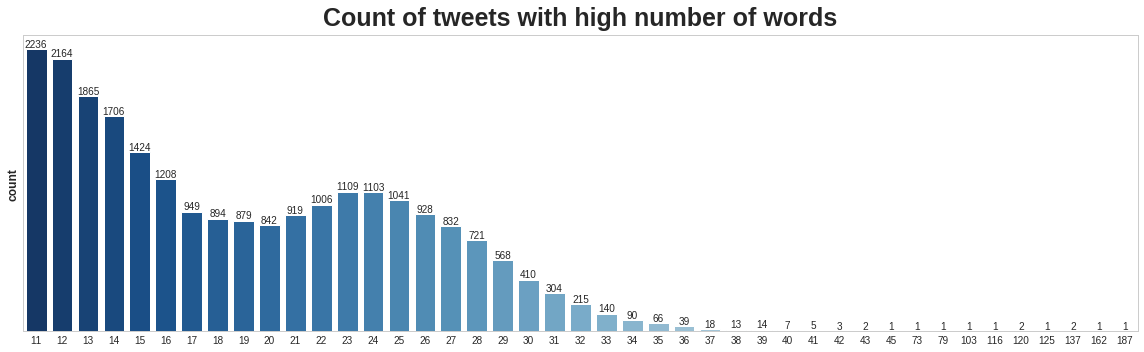 Count of tweets with high number of words
count
2236 2164 1865 1706 1424 1208 949 894 879 842 919 1006 1109 1103 1041 928 832 721 568 410 304 215 140 90 66 39 18 13 14 7 5 3 2 1 1 1 1 1 2 1 2 1 1
11 12 13 14 15 16 17 18 19 20 21 22 23 24 25 26 27 28 29 30 31 32 33 34 35 36 37 38 39 40 41 42 43 45 73 79 103 116 120 125 137 162 187